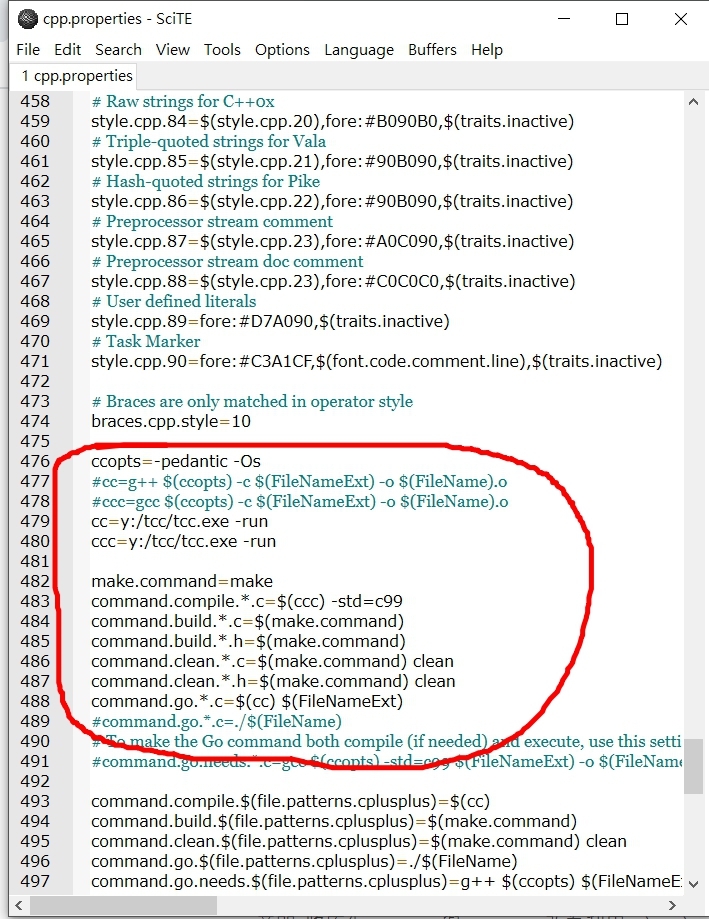 cpp.properties - SciTE
File Edit Search View Tools Options Language Buffers Help
1 cpp.properties
458 # Raw strings for C++0x
459 style.cpp.84=$(style.cpp.20),fore:#B090B0,$(traits.inactive)
460 # Triple-quoted strings for Vala
461 style.cpp.85=$(style.cpp.21),fore:#90B090,$(traits.inactive)
462 # Hash-quoted strings for Pike
463 style.cpp.86=$(style.cpp.22),fore:#90B090,$(traits.inactive)
464 # Preprocessor stream comment
465 style.cpp.87=$(style.cpp.23),fore:#A0C090,$(traits.inactive)
466 # Preprocessor stream doc comment
467 style.cpp.88=$(style.cpp.23),fore:#C0C0C0,$(traits.inactive)
468 # User defined literals
469 style.cpp.89=fore:#D7A090,$(traits.inactive)
470 # Task Marker
471 style.cpp.90=fore:#C3A1CF,$(font.code.comment.line),$(traits.inactive)
472
473 # Braces are only matched in operator style
474 braces.cpp.style=10
475
476 ccopts=-pedantic -Os
477 #cc=g++ $(ccopts) -c $(FileNameExt) -o $(FileName).o
478 #ccc=gcc $(ccopts) -c $(FileNameExt) -o $(FileName).o
479 cc=y:/tcc/tcc.exe -run
480 ccc=y:/tcc/tcc.exe -run
481
482 make.command=make
483 command.compile.*.c=$(ccc) -std=c99
484 command.build.*.c=$(make.command)
485 command.build.*.h=$(make.command)
486 command.clean.*.c=$(make.command) clean
487 command.clean.*.h=$(make.command) clean
488 command.go.*.c=$(cc) $(FileNameExt)
489 #command.go.*.c=./$(FileName)
490 # To make the Go command both compile (if needed) and execute, use this setti
491 #command.go.needs.*.c=gcc $(ccopts) -std=c99 $(FileNameExt) -o $(FileName
492
493 command.compile.$(file.patterns.cplusplus)=$(cc)
494 command.build.$(file.patterns.cplusplus)=$(make.command)
495 command.clean.$(file.patterns.cplusplus)=$(make.command) clean
496 command.go.$(file.patterns.cplusplus)=./$(FileName)
497 command.go.needs.$(file.patterns.cplusplus)=g++ $(ccopts) $(FileNameE